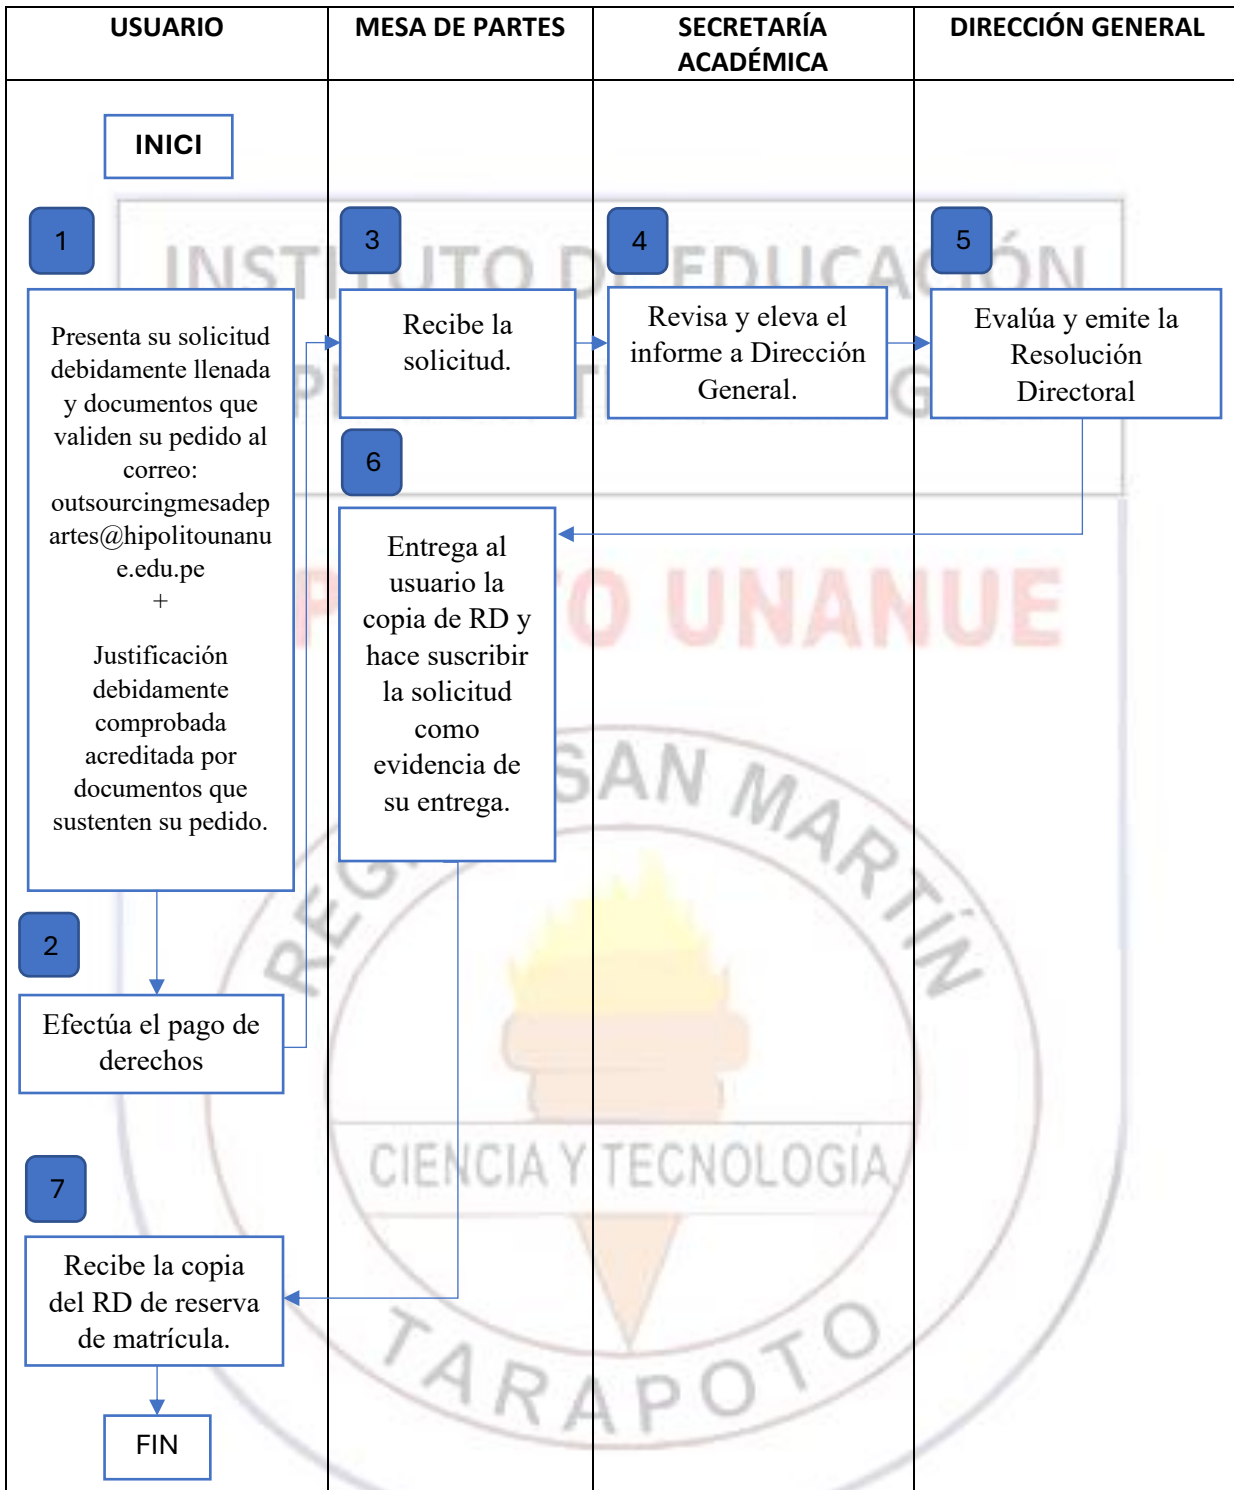 USUARIO
MESA DE PARTES
SECRETARÍA
ACADÉMICA
DIRECCIÓN GENERAL
INICI
1
Presenta su solicitud
debidamente llenada
y documentos que
validen su pedido al
correo:
outsourcingmesadep
artes@hipolitounanu
e.edu.pe
+
Justificación
debidamente
comprobada
acreditada por
documentos que
sustenten su pedido.
2
Efectúa el pago de
derechos
3
Recibe la
solicitud.
4
Revisa y eleva el
informe a Dirección
General.
5
Evalúa y emite la
Resolución
Directoral
6
Entrega al
usuario la
copia de RD y
hace suscribir
la solicitud
como
evidencia de
su entrega.
7
Recibe la copia
del RD de reserva
de matrícula.
FIN
INSTITUTO DE EDUCACIÓN
UNANUE
SAN MARTÍN
CIENCIA Y TECNOLOGÍA
TARAPOTO